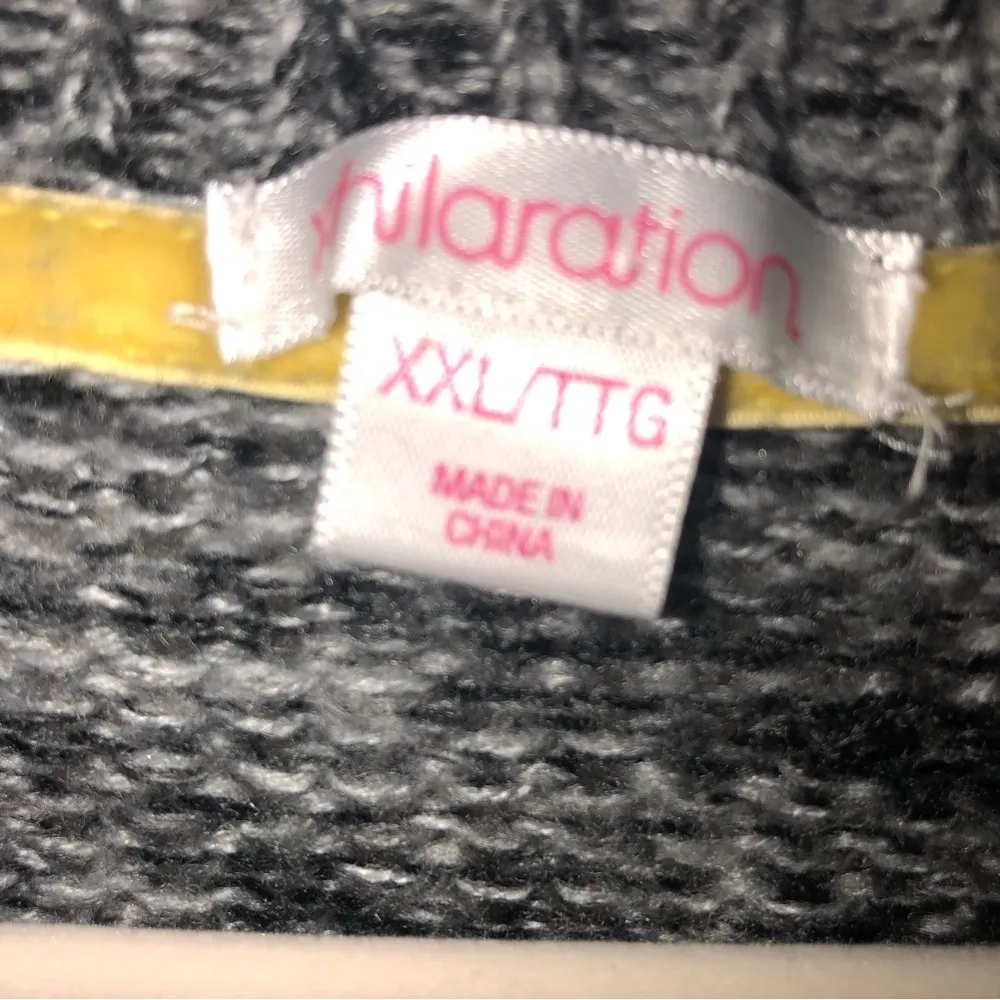 xhilaration
XXL/TTG
MADE IN
CHINA